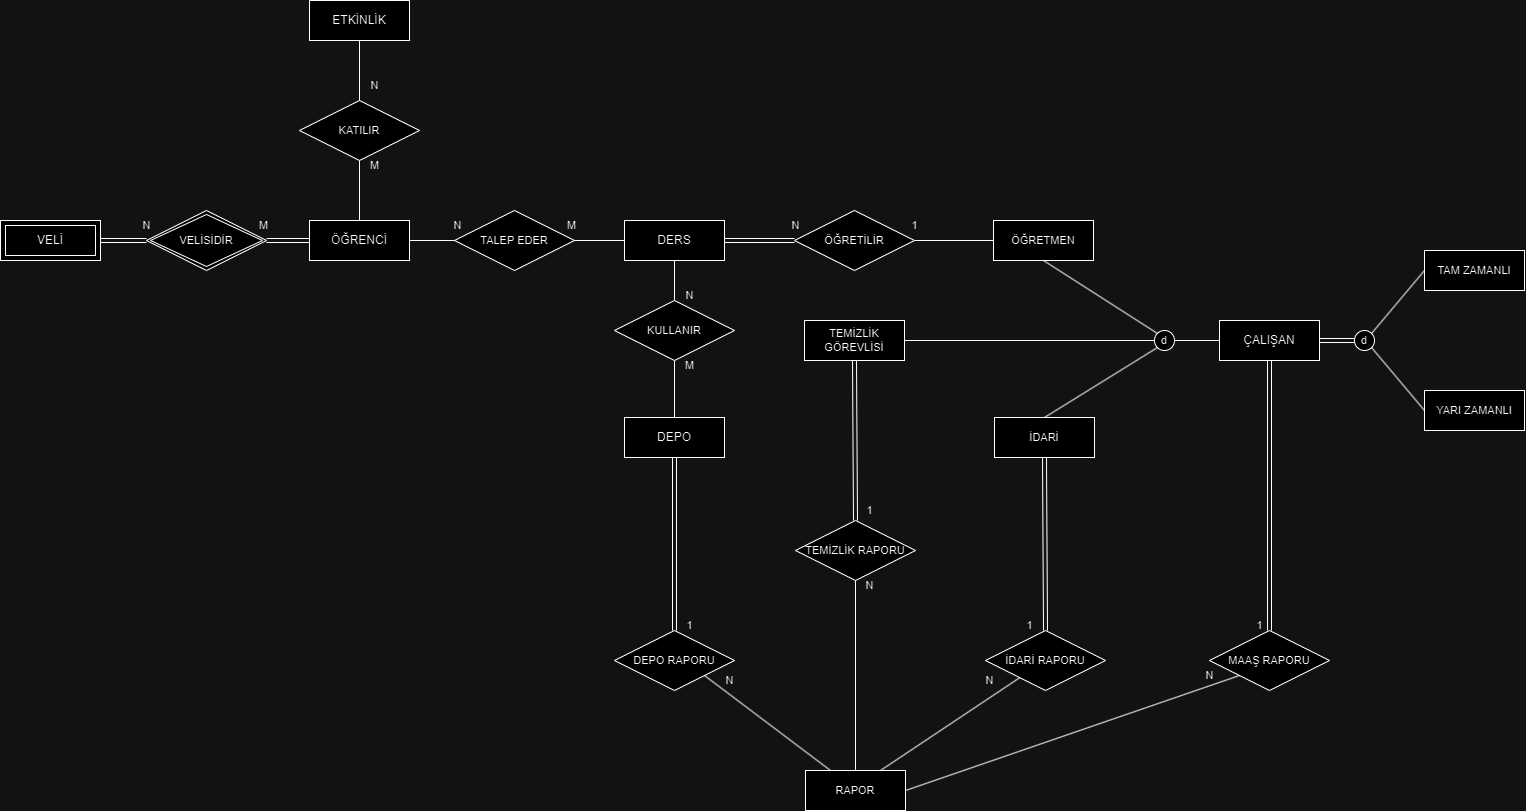 ETKİNLİK
N
KATILIR
M
VELİ
N
VELİSİDİR
M
ÖĞRENCİ
N
TALEP EDER
M
DERS
N
ÖĞRETİLİR
1
ÖĞRETMEN
TAM ZAMANLI
N
KULLANIR
M
TEMİZLİK
GÖREVLİSİ
d
ÇALIŞAN
d
YARI ZAMANLI
DEPO
İDARİ
1
TEMİZLİK RAPORU
N
1
DEPO RAPORU
N
1
İDARİ RAPORU
N
1
MAAŞ RAPORU
N
RAPOR